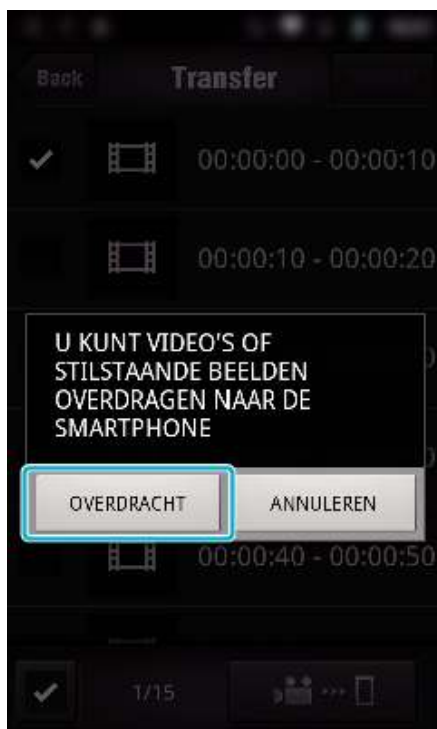 Back
Transfer
00:00:00 - 00:00:10
00:00:10 - 00:00:20
U KUNT VIDEO'S OF
STILSTAANDE BEELDEN
OVERDRAGEN NAAR DE
SMARTPHONE
OVERDRACHT
ANNULEREN
00:00:40 - 00:00:50
1/15